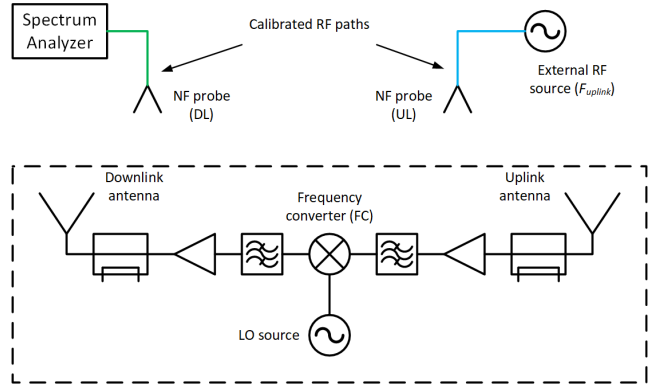 Spectrum
Analyzer
Calibrated RF paths
NF probe
(DL)
NF probe
(UL)
External RF
source (Fuplink)
Downlink
antenna
Frequency
converter (FC)
Uplink
antenna
LO source